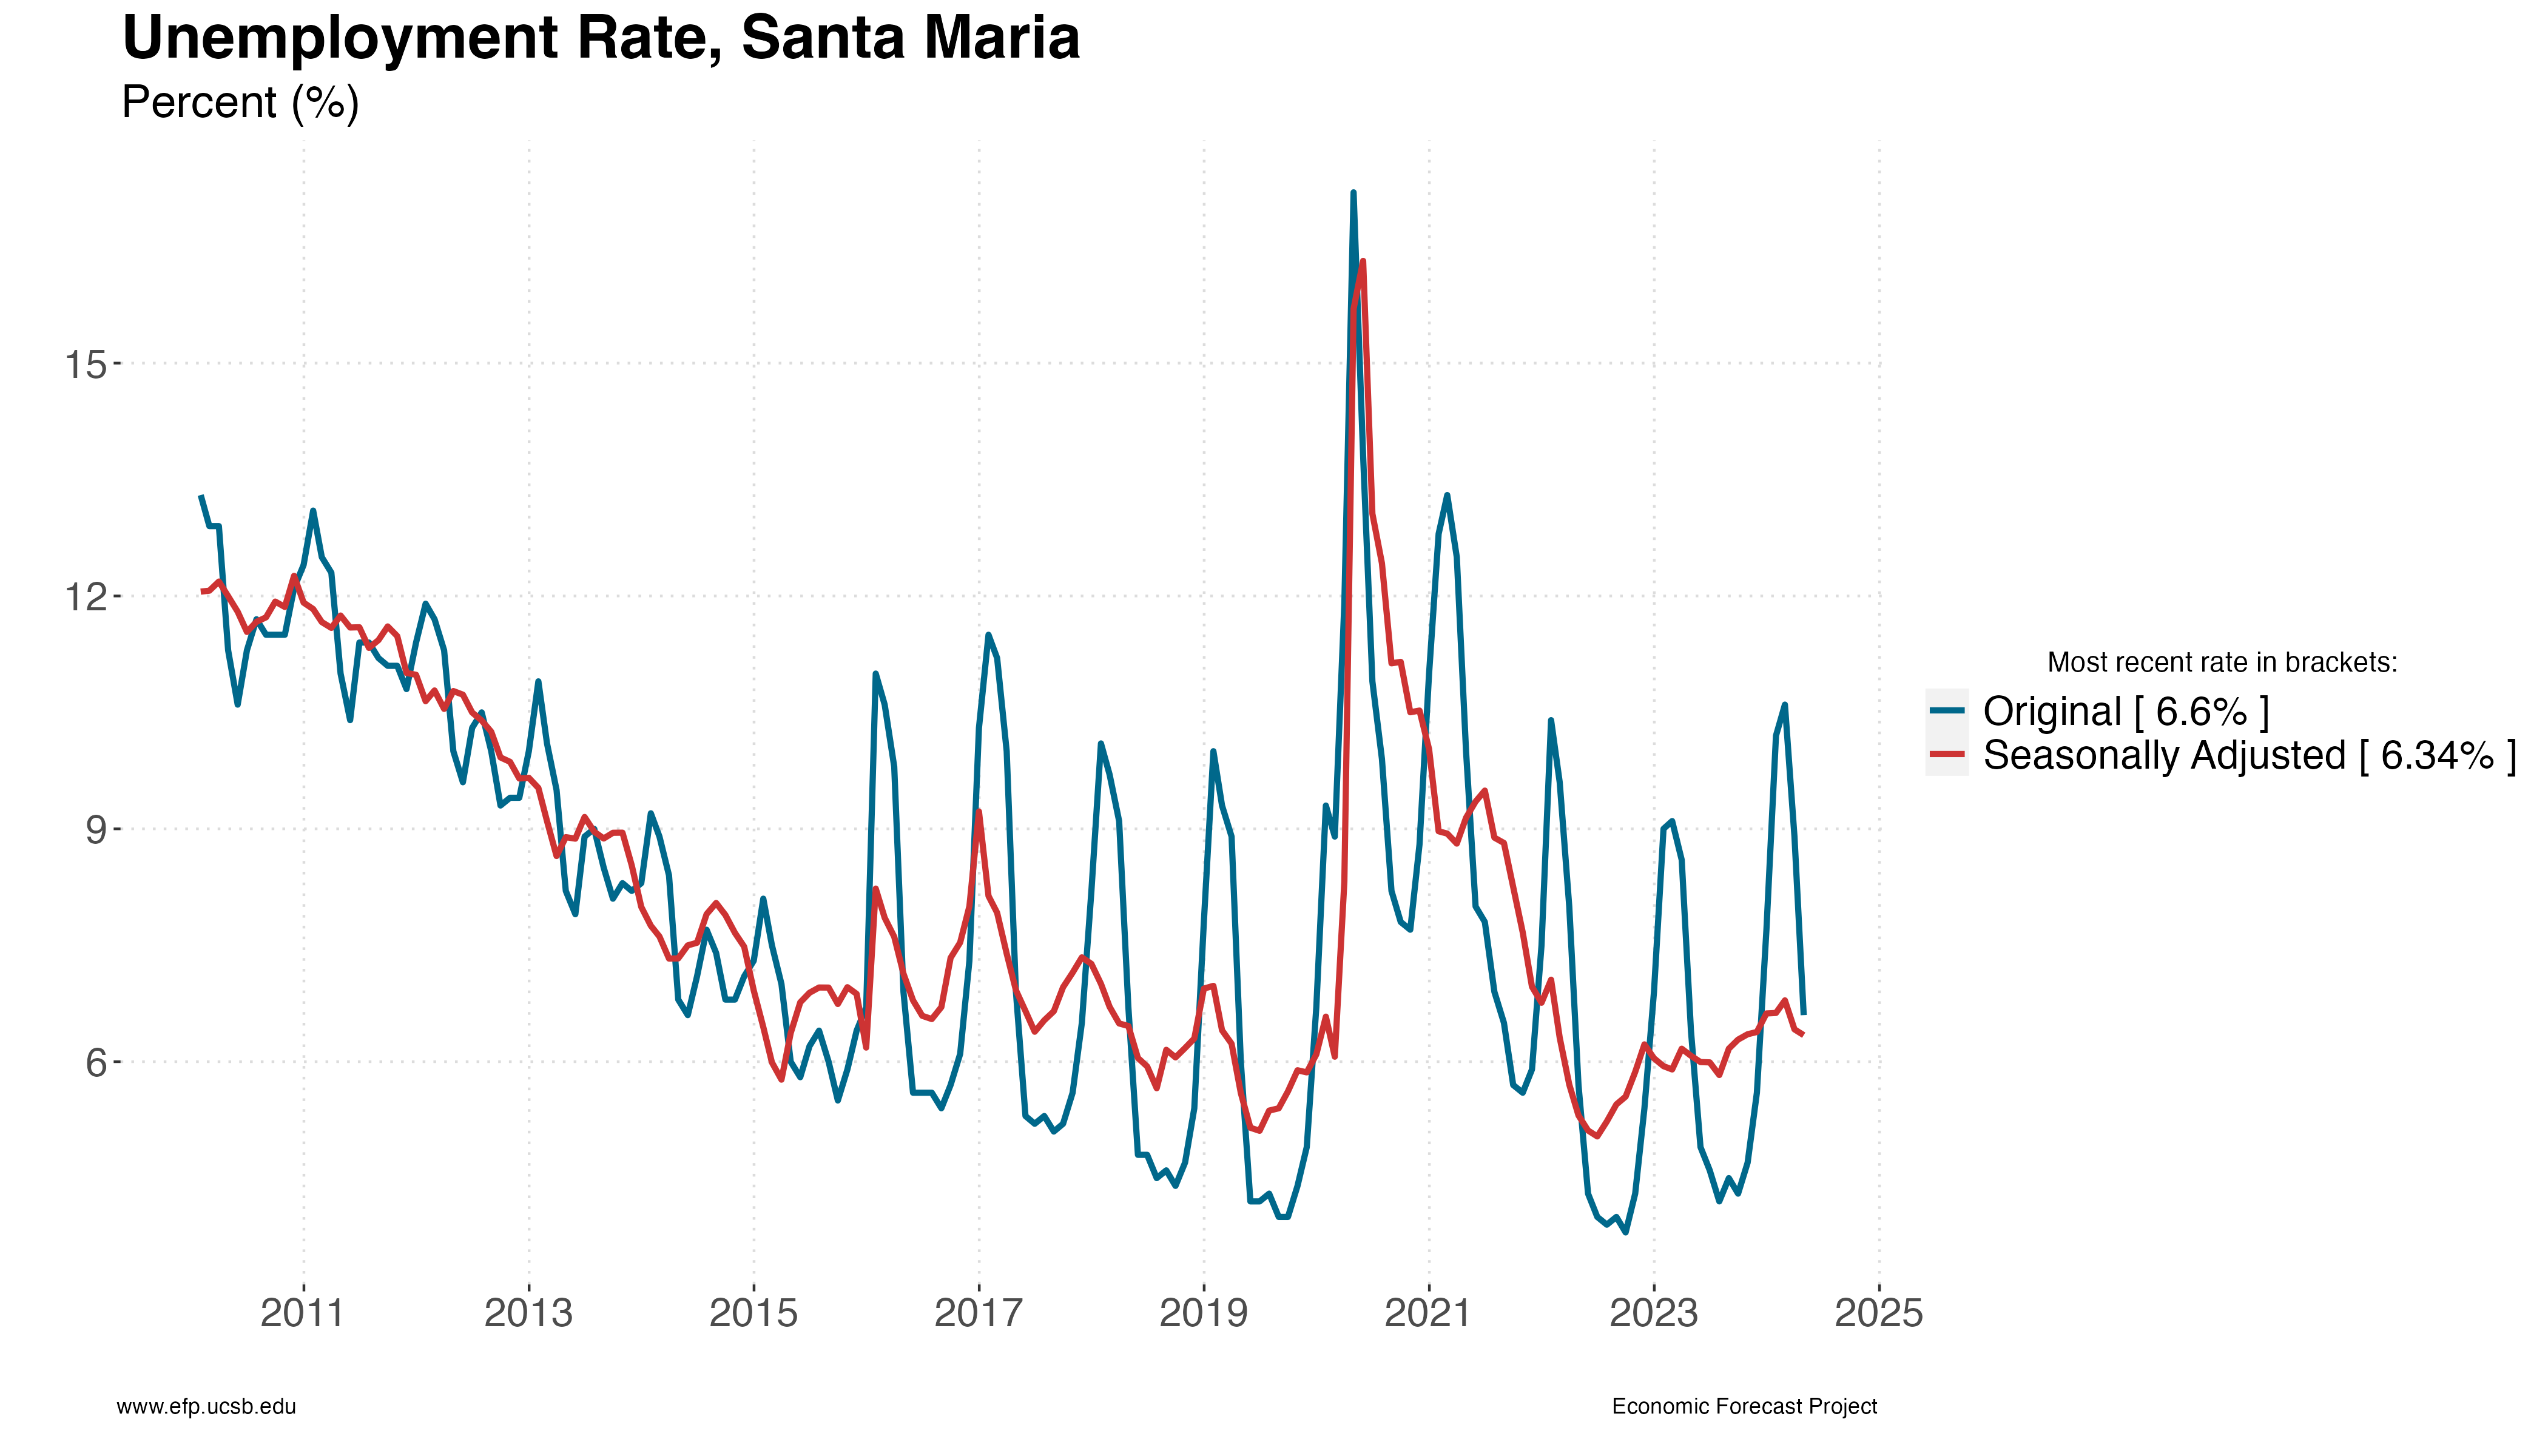 Unemployment Rate, Santa Maria
Percent (%)
15
12
9
6
2011 2013 2015 2017 2019 2021 2023 2025
Most recent rate in brackets:
Original [ 6.6% ]
Seasonally Adjusted [ 6.34% ]
www.efp.ucsb.edu
Economic Forecast Project